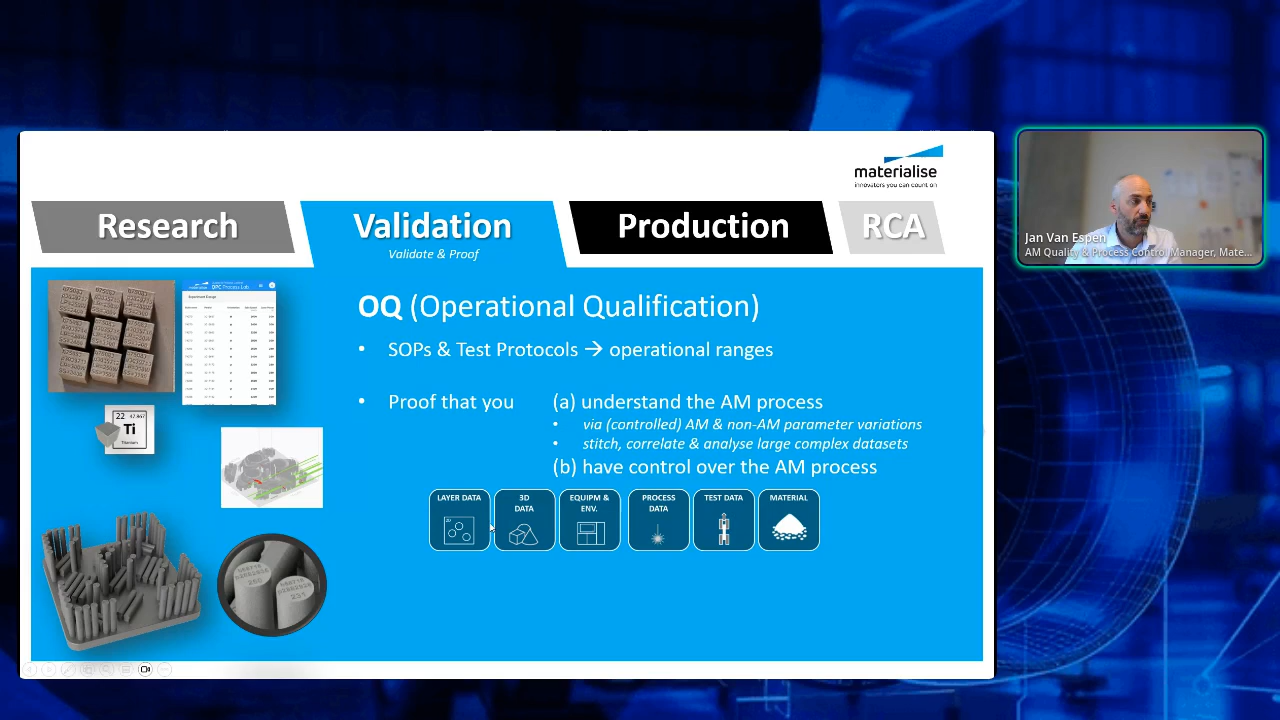 materialise
innovators you can count on
Research
Validation
Validate & Proof
Production
RCA
OQ (Operational Qualification)
• SOPs & Test Protocols → operational ranges
• Proof that you (a) understand the AM process
• via (controlled) AM & non-AM parameter variations
• stitch, correlate & analyse large complex datasets
(b) have control over the AM process
LAYER DATA
3D DATA
EQUIPM & ENV.
PROCESS DATA
TEST DATA
MATERIAL
22 47.867
Ti
Titanium
Jan Van Espen
AM Quality & Process Control Manager, Mate...